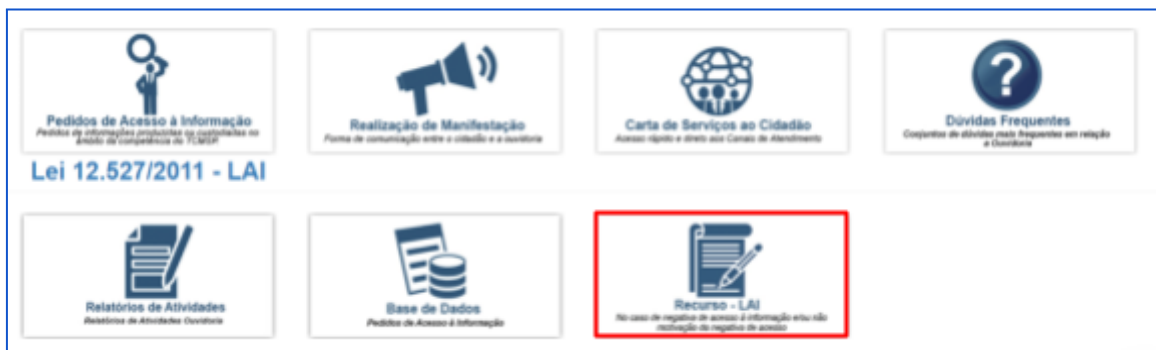 Pedidos de Acesso à Informação
Pedidos de informações produzidas ou custodiadas no
âmbito da competência do TJMSP
Realização de Manifestação
Forma de comunicação entre o cidadão e a ouvidoria
Carta de Serviços ao Cidadão
Acesso rápido e direto aos Canais de Atendimento
?
Dúvidas Frequentes
Conjuntos de dúvidas mais frequentes em relação
a Ouvidoria
Lei 12.527/2011 - LAI
Relatórios de Atividades
Relatórios de Atividades Ouvidoria
Base de Dados
Pedidos de Acesso à Informação
Recurso - LAI
No caso de negativa de acesso à informação e/ou não
motivação da negativa de acesso